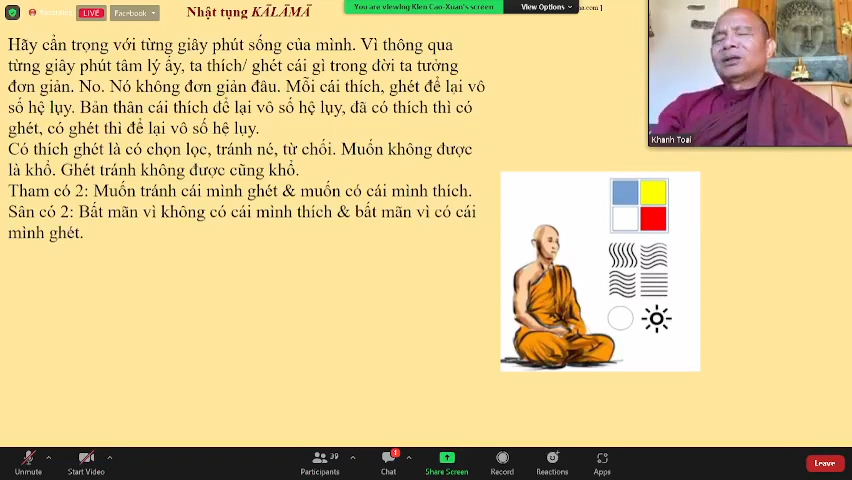 Recording
LIVE
Facebook
Nhật tụng KĀLĀMĀ
You are viewing Kien Cao-Xuan's screen
View Options
.com ]
Hãy cẩn trọng với từng giây phút sống của mình. Vì thông qua
từng giây phút tâm lý ấy, ta thích/ ghét cái gì trong đời ta tưởng
đơn giản. No. Nó không đơn giản đâu. Mỗi cái thích, ghét để lại vô
số hệ lụy. Bản thân cái thích để lại vô số hệ lụy, đã có thích thì có
ghét, có ghét thì để lại vô số hệ lụy.
Có thích ghét là có chọn lọc, tránh né, từ chối. Muốn không được
là khổ. Ghét tránh không được cũng khổ.
Tham có 2: Muốn tránh cái mình ghét & muốn có cái mình thích.
Sân có 2: Bất mãn vì không có cái mình thích & bất mãn vì có cái
mình ghét.
Khanh Toai
Unmute
Start Video
39
Participants
1
Chat
Share Screen
Record
Reactions
Apps
Leave